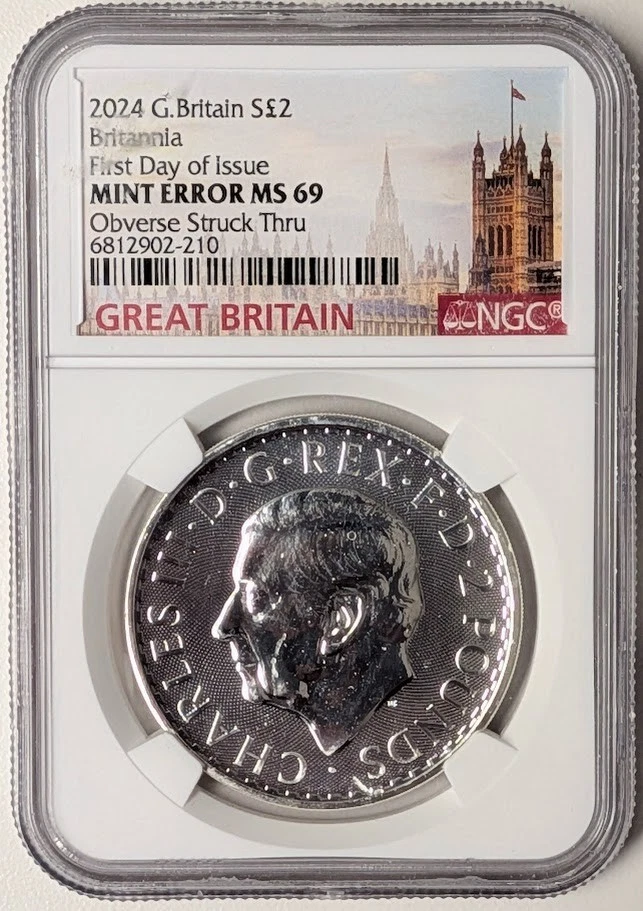 2024 G.Britain S£2
Britannia
First Day of Issue
MINT ERROR MS 69
Obverse Struck Thru
6812902-210
GREAT BRITAIN
NGC®
CHARLES II · D · G · REX · F · D · 2 POUNDS ·